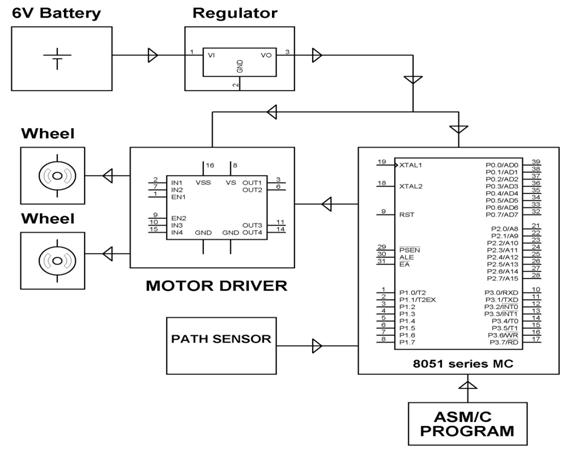 6V Battery
Regulator
1
VI
VO
3
GND
2
Wheel
Wheel
16
8
2
IN1
VSS
VS
OUT1
3
7
IN2
OUT2
6
1
EN1
9
EN2
10
IN3
OUT3
11
15
IN4
GND
GND
OUT4
14
MOTOR DRIVER
19
XTAL1
18
XTAL2
9
RST
29
PSEN
30
ALE
31
EA
1
P1.0/T2
2
P1.1/T2EX
3
P1.2
4
P1.3
5
P1.4
6
P1.5
7
P1.6
8
P1.7
P0.0/AD0
39
P0.1/AD1
38
P0.2/AD2
37
P0.3/AD3
36
P0.4/AD4
35
P0.5/AD5
34
P0.6/AD6
33
P0.7/AD7
32
P2.0/A8
21
P2.1/A9
22
P2.2/A10
23
P2.3/A11
24
P2.4/A12
25
P2.5/A13
26
P2.6/A14
27
P2.7/A15
28
P3.0/RXD
10
P3.1/TXD
11
P3.2/INT0
12
P3.3/INT1
13
P3.4/T0
14
P3.5/T1
15
P3.6/WR
16
P3.7/RD
17
8051 series MC
PATH SENSOR
ASM/C
PROGRAM